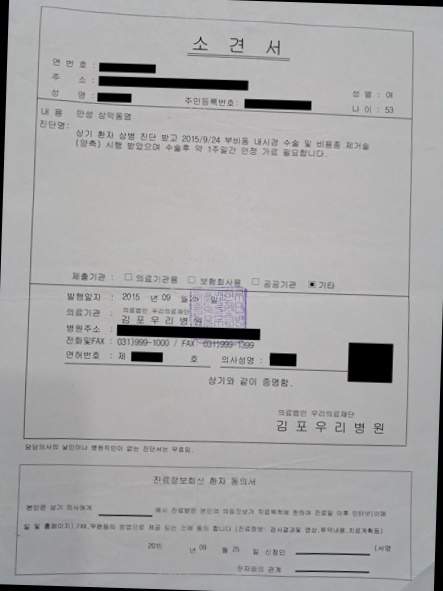 소 견 서
연 번 호 :
주 소 :
성 별 : 여
성 명 :
주민등록번호:
나 이 : 53
내 용 만성 상악동염
진단명:
상기 환자 상병 진단 받고 2015/9/24 부비동 내시경 수술 및 비용종 제거술
(양측) 시행 받았으며 수술후 약 1주일간 안정 가료 필요합니다.
제출기관 : □ 의료기관용 □ 보험회사용 □ 공공기관 ▣ 기타
발행일자 : 2015 년 09 월 일
의료기관 : 의료법인 우리의료재단
김 포 우 리 병 원
병원주소 :
전화및FAX : 031)999-1000 / FAX : 031)999-1399
면허번호 : 제 호 의사성명 :
상기와 같이 증명함.
의료법인 우리의료재단
김 포 우 리 병 원
담당의사의 날인이나 병원직인이 없는 진단서는 무효임.
진료정보회신 환자 동의서
본인은 상기 의사에게 에서 진료받은 본인의 의료정보가 치료목적에 한하여 진료일 이후 인터넷(이메
일 및 홈페이지),FAX,우편등의 방법으로 제공 되는 것에 동의 합니다.(진료정보: 검사결과및 영상,투약내용,치료계획등)
2015 년 09 월 25 일 신청인 (서명
환자와의 관계